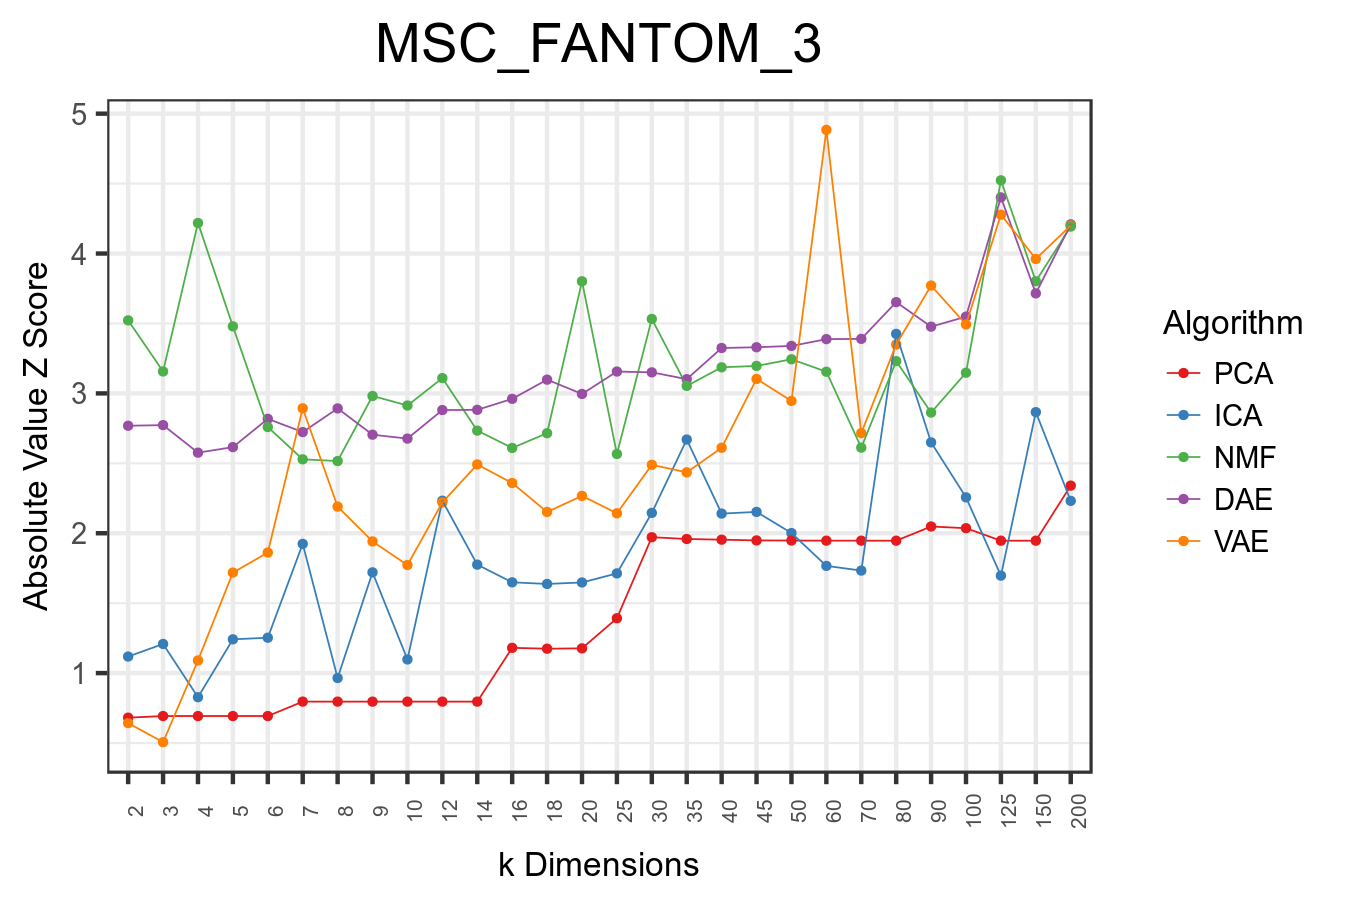 MSC_FANTOM_3
5
4
3
2
1
Absolute Value Z Score
2 3 4 5 6 7 8 9 10 12 14 16 18 20 25 30 35 40 45 50 60 70 80 90 100 125 150 200
k Dimensions
Algorithm
PCA
ICA
NMF
DAE
VAE